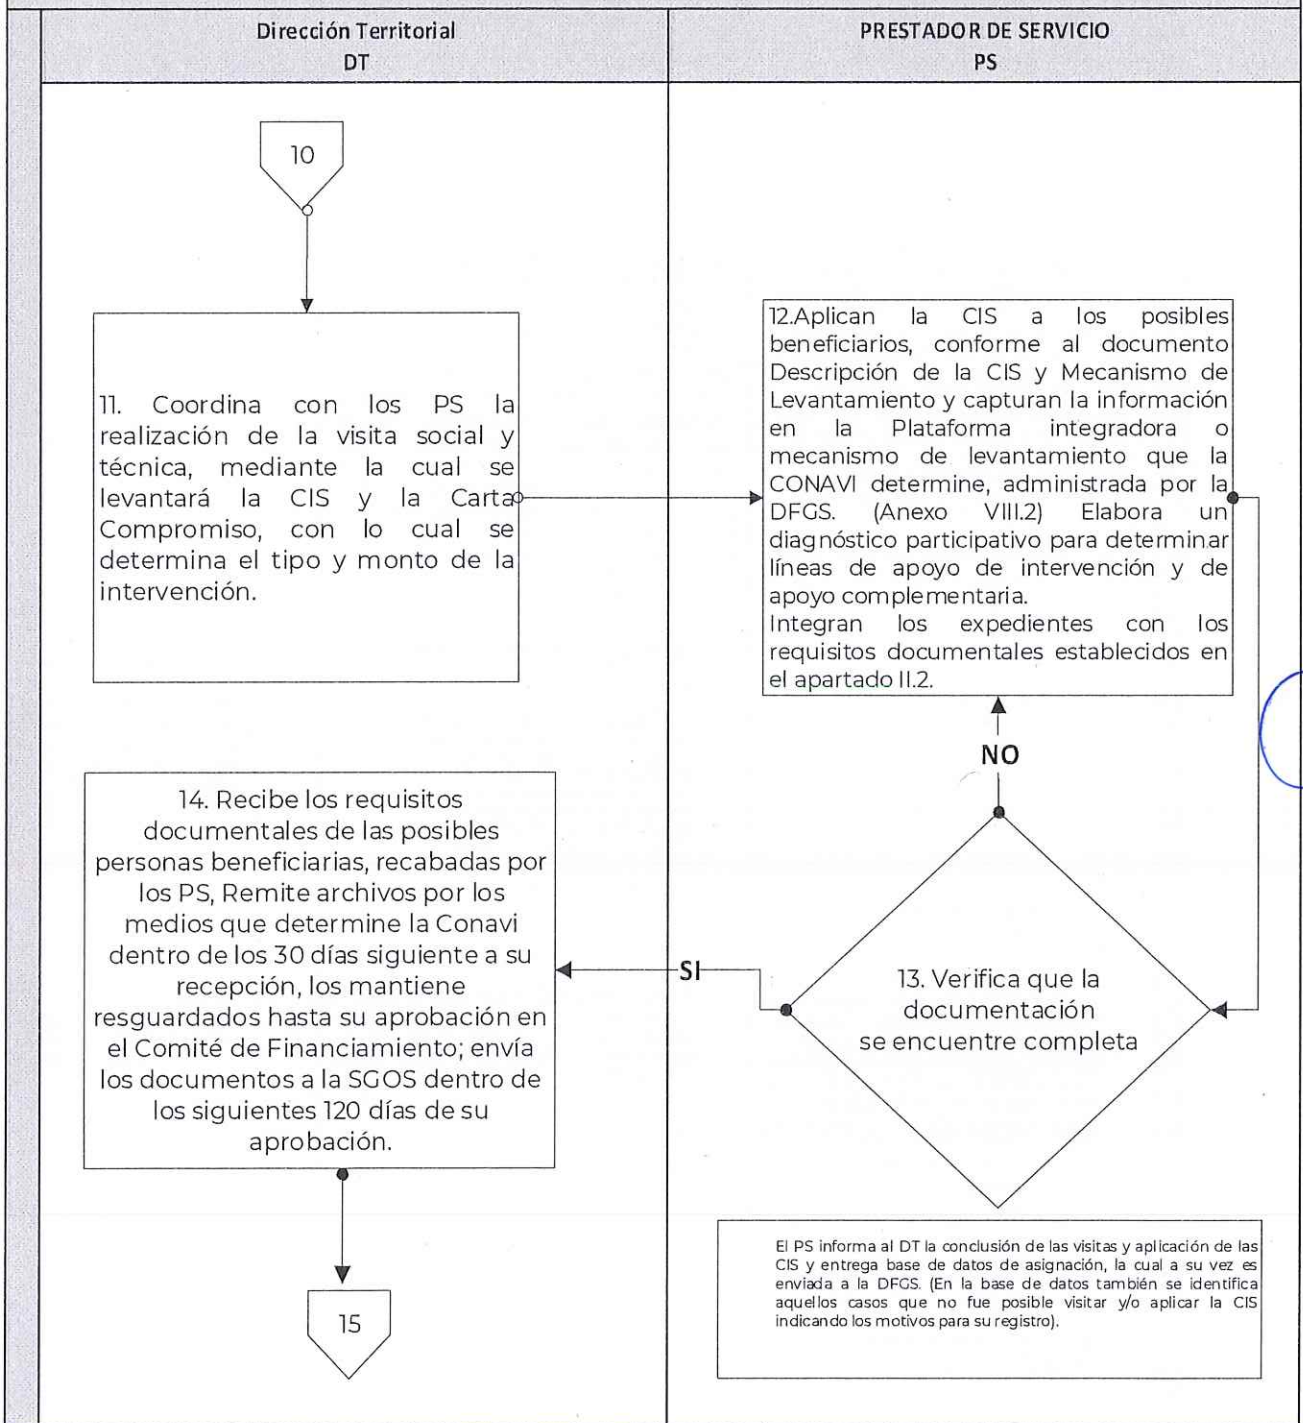 Dirección Territorial
DT
PRESTADOR DE SERVICIO
PS
10
11. Coordina con los PS la
realización de la visita social y
técnica, mediante la cual se
levantará la CIS y la Carta
Compromiso, con lo cual se
determina el tipo y monto de la
intervención.
12.Aplican la CIS a los posibles
beneficiarios, conforme al documento
Descripción de la CIS y Mecanismo de
Levantamiento y capturan la información
en la Plataforma integradora o
mecanismo de levantamiento que la
CONAVI determine, administrada por la
DFGS. (Anexo VIII.2) Elabora un
diagnóstico participativo para determinar
líneas de apoyo de intervención y de
apoyo complementaria.
Integran los expedientes con los
requisitos documentales establecidos en
el apartado II.2.
NO
13. Verifica que la
documentación
se encuentre completa
SI
14. Recibe los requisitos
documentales de las posibles
personas beneficiarias, recabadas por
los PS, Remite archivos por los
medios que determine la Conavi
dentro de los 30 días siguiente a su
recepción, los mantiene
resguardados hasta su aprobación en
el Comité de Financiamiento; envía
los documentos a la SGOS dentro de
los siguientes 120 días de su
aprobación.
El PS informa al DT la conclusión de las visitas y aplicación de las
CIS y entrega base de datos de asignación, la cual a su vez es
enviada a la DFGS. (En la base de datos también se identifica
aquellos casos que no fue posible visitar y/o aplicar la CIS
indicando los motivos para su registro).
15